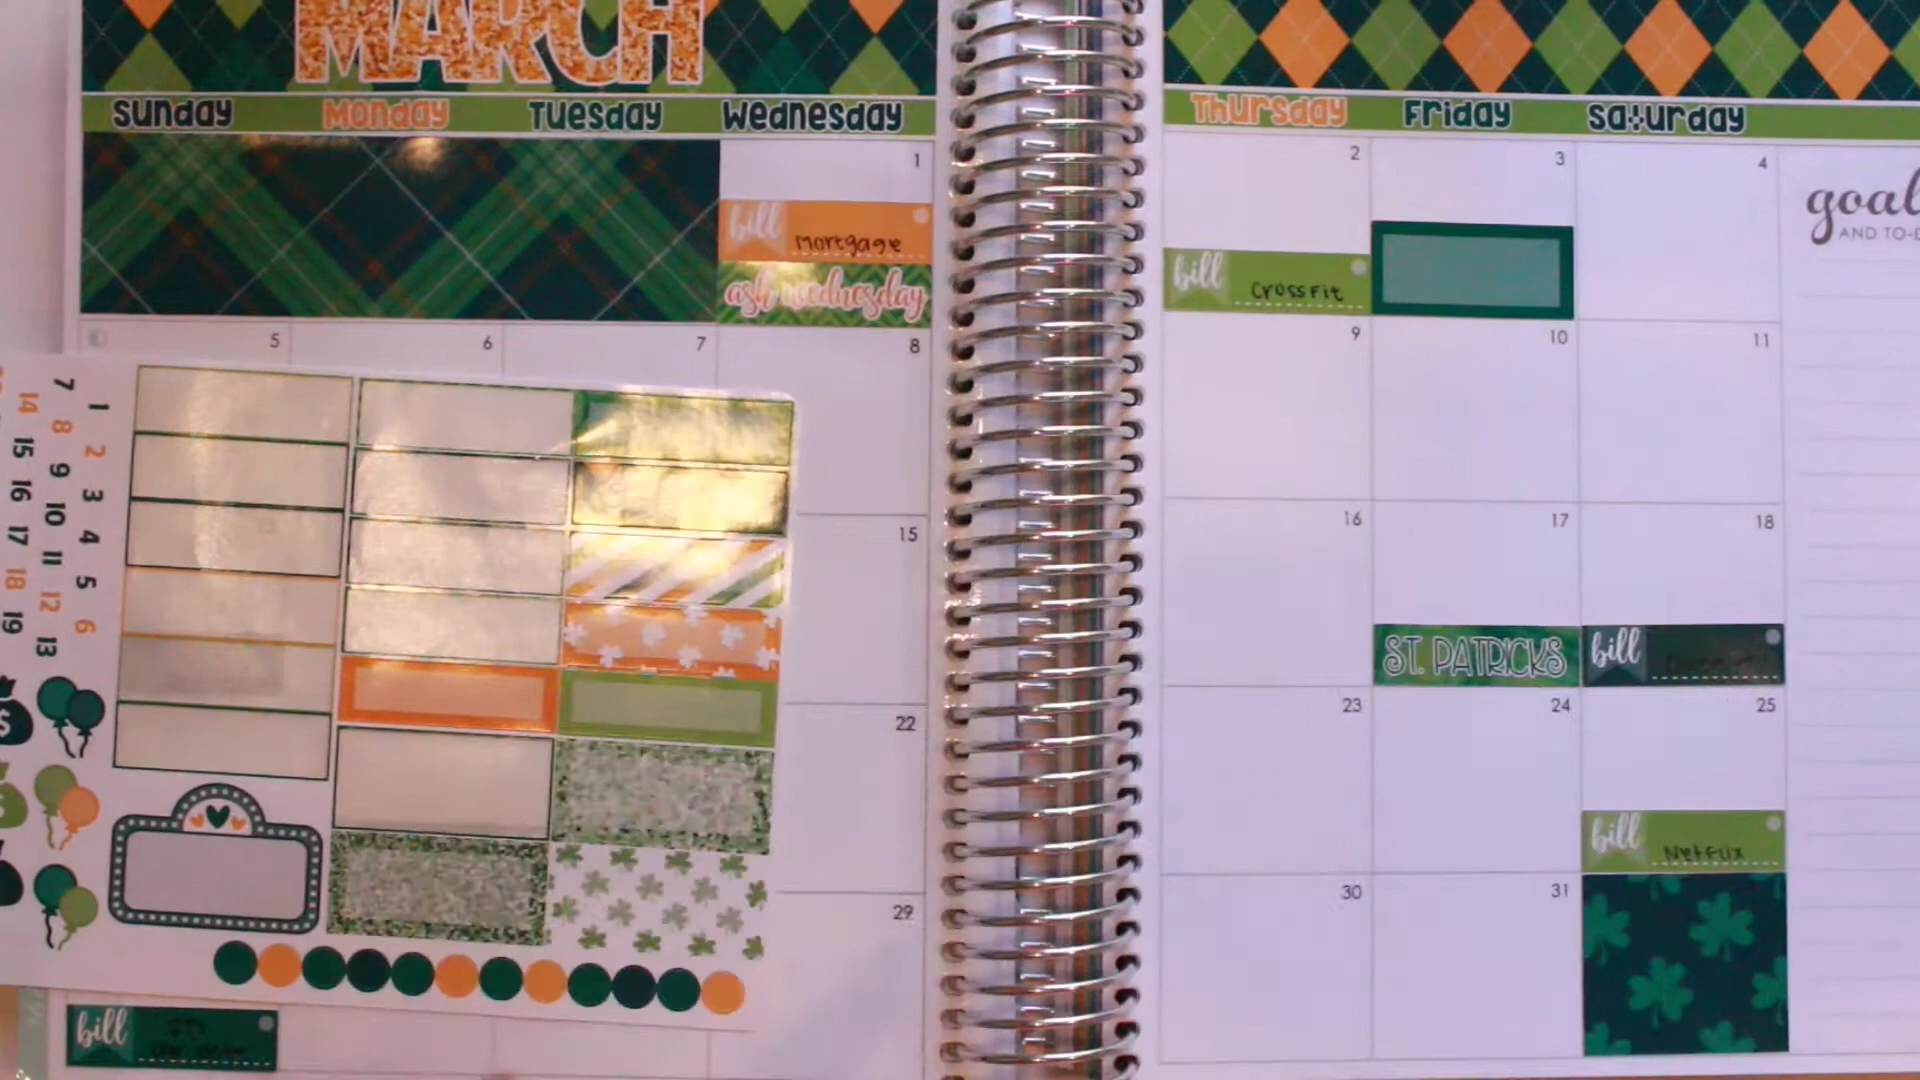 MARCH
Sunday Monday Tuesday Wednesday Thursday Friday Saturday
1 2 3 4
goal
AND TO-D
bill Mortgage
ash wednesday
bill CrossFit
5 6 7 8 9 10 11
15 16 17 18
ST. PATRICKS
bill
22 23 24 25
bill Netflix
29 30 31
bill
1 2 3 4 5 6
7 8 9 10 11 12 13
14 15 16 17 18 19
$